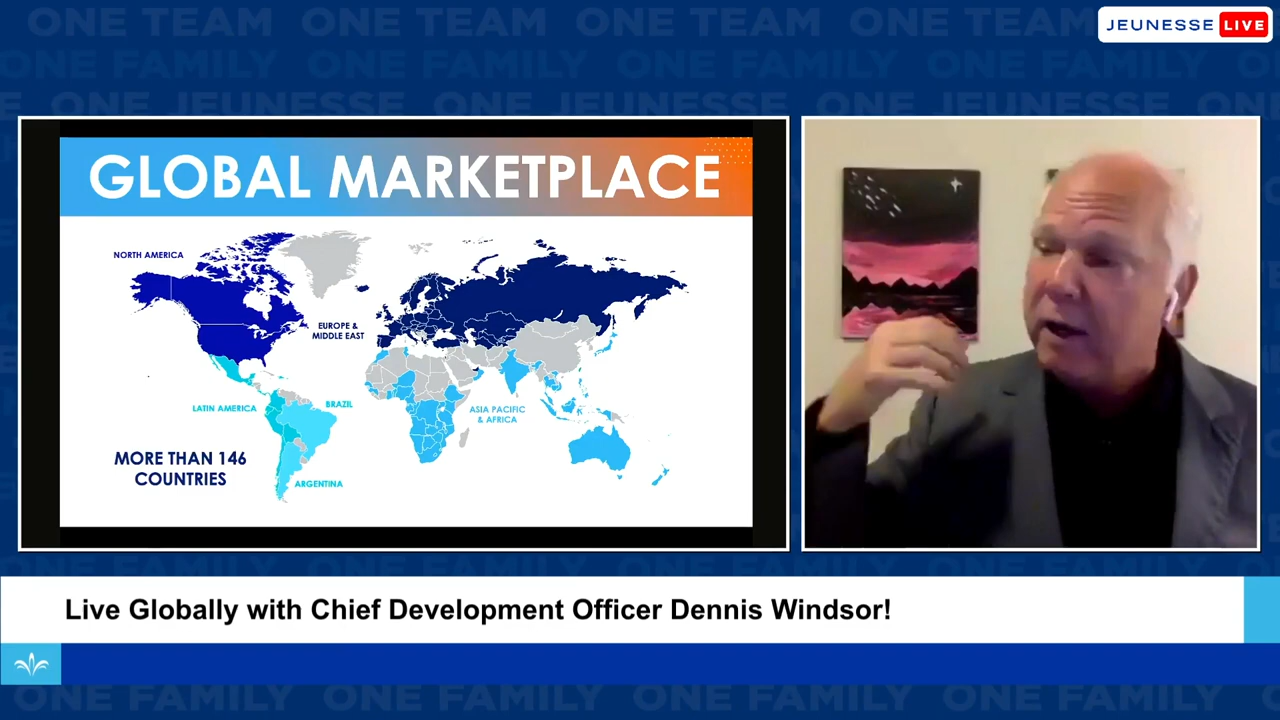 ONE TEAM ONE TEAM ONE TEAM ONE TEAM
JEUNESSE LIVE
ONE FAMILY ONE FAMILY ONE FAMILY ONE FAMILY
ONE JEUNESSE ONE JEUNESSE ONE JEUNESSE
GLOBAL MARKETPLACE
NORTH AMERICA
EUROPE &
MIDDLE EAST
LATIN AMERICA
BRAZIL
ASIA PACIFIC
& AFRICA
MORE THAN 146
COUNTRIES
ARGENTINA
Live Globally with Chief Development Officer Dennis Windsor!
ONE FAMILY ONE FAMILY ONE FAMILY ONE FAMILY